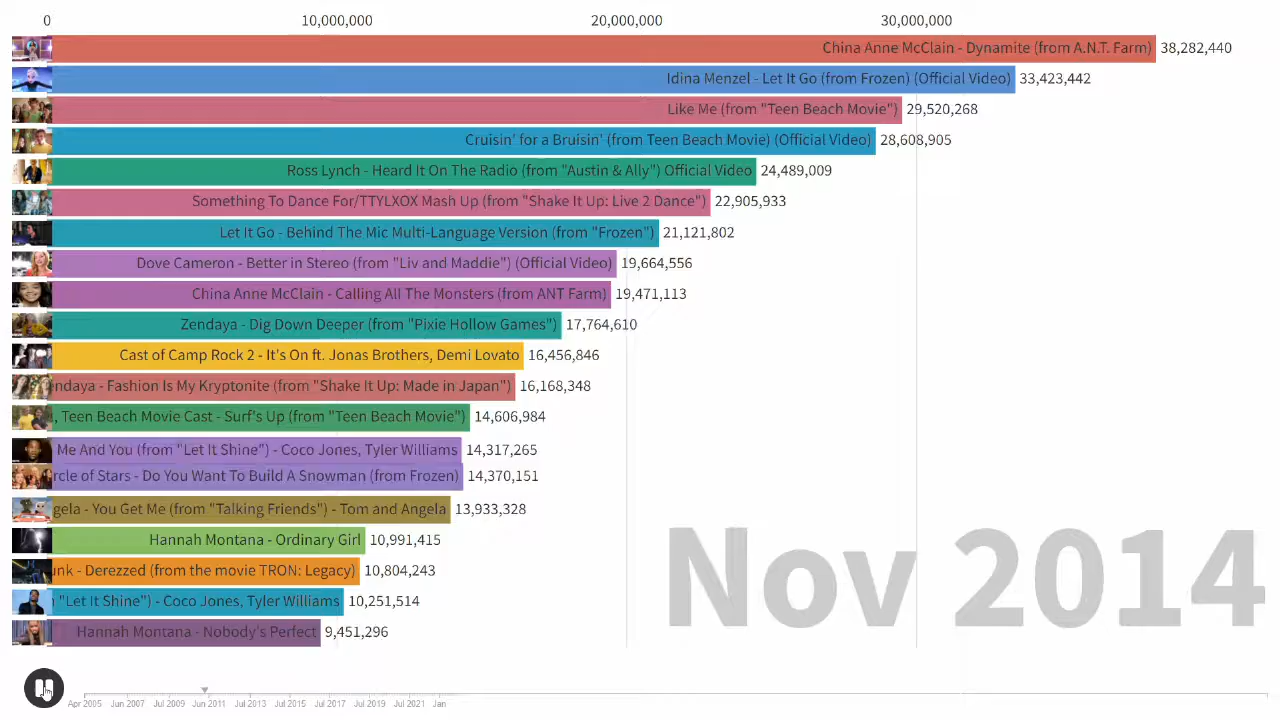 0 10,000,000 20,000,000 30,000,000
China Anne McClain - Dynamite (from A.N.T. Farm) 38,282,440
Idina Menzel - Let It Go (from Frozen) (Official Video) 33,423,442
Like Me (from "Teen Beach Movie") 29,520,268
Cruisin' for a Bruisin' (from Teen Beach Movie) (Official Video) 28,608,905
Ross Lynch - Heard It On The Radio (from "Austin & Ally") Official Video 24,489,009
Something To Dance For/TTYLXOX Mash Up (from "Shake It Up: Live 2 Dance") 22,905,933
Let It Go - Behind The Mic Multi-Language Version (from "Frozen") 21,121,802
Dove Cameron - Better in Stereo (from "Liv and Maddie") (Official Video) 19,664,556
China Anne McClain - Calling All The Monsters (from ANT Farm) 19,471,113
Zendaya - Dig Down Deeper (from "Pixie Hollow Games") 17,764,610
Cast of Camp Rock 2 - It's On ft. Jonas Brothers, Demi Lovato 16,456,846
ndaya - Fashion Is My Kryptonite (from "Shake It Up: Made in Japan") 16,168,348
, Teen Beach Movie Cast - Surf's Up (from "Teen Beach Movie") 14,606,984
Me And You (from "Let It Shine") - Coco Jones, Tyler Williams 14,317,265
rcle of Stars - Do You Want To Build A Snowman (from Frozen) 14,370,151
gela - You Get Me (from "Talking Friends") - Tom and Angela 13,933,328
Hannah Montana - Ordinary Girl 10,991,415
unk - Derezzed (from the movie TRON: Legacy) 10,804,243
"Let It Shine") - Coco Jones, Tyler Williams 10,251,514
Hannah Montana - Nobody's Perfect 9,451,296
Nov 2014
Apr 2005 Jun 2007 Jul 2009 Jun 2011 Jul 2013 Jul 2015 Jul 2017 Jul 2019 Jul 2021 Jan